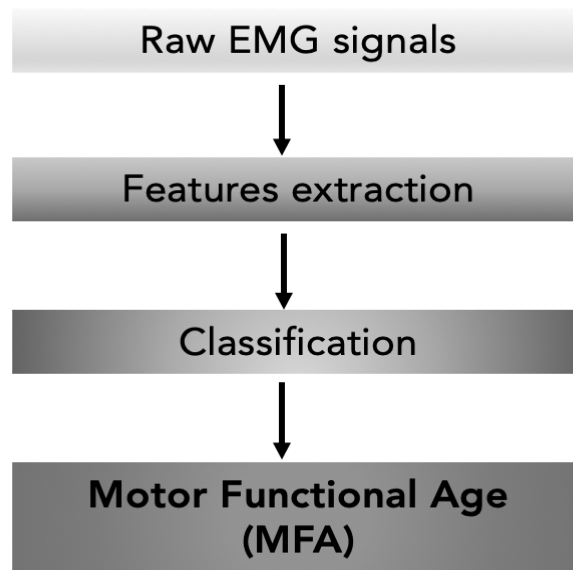 Raw EMG signals
Features extraction
Classification
Motor Functional Age
(MFA)